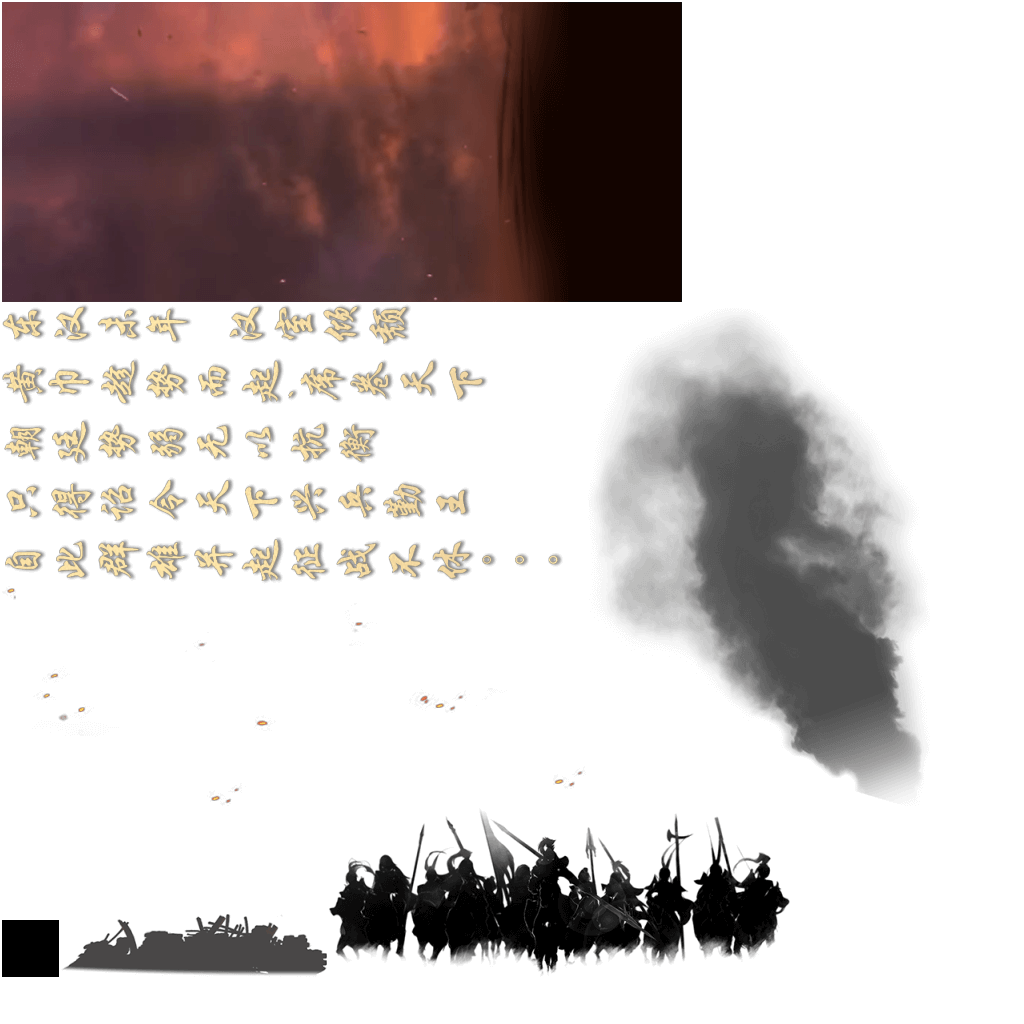 东汉末年 汉室倾颓
黄巾趁势而起,席卷天下
朝廷势弱无以抗衡
只得诏令天下兴兵勤王
自此群雄并起征战不休。。。